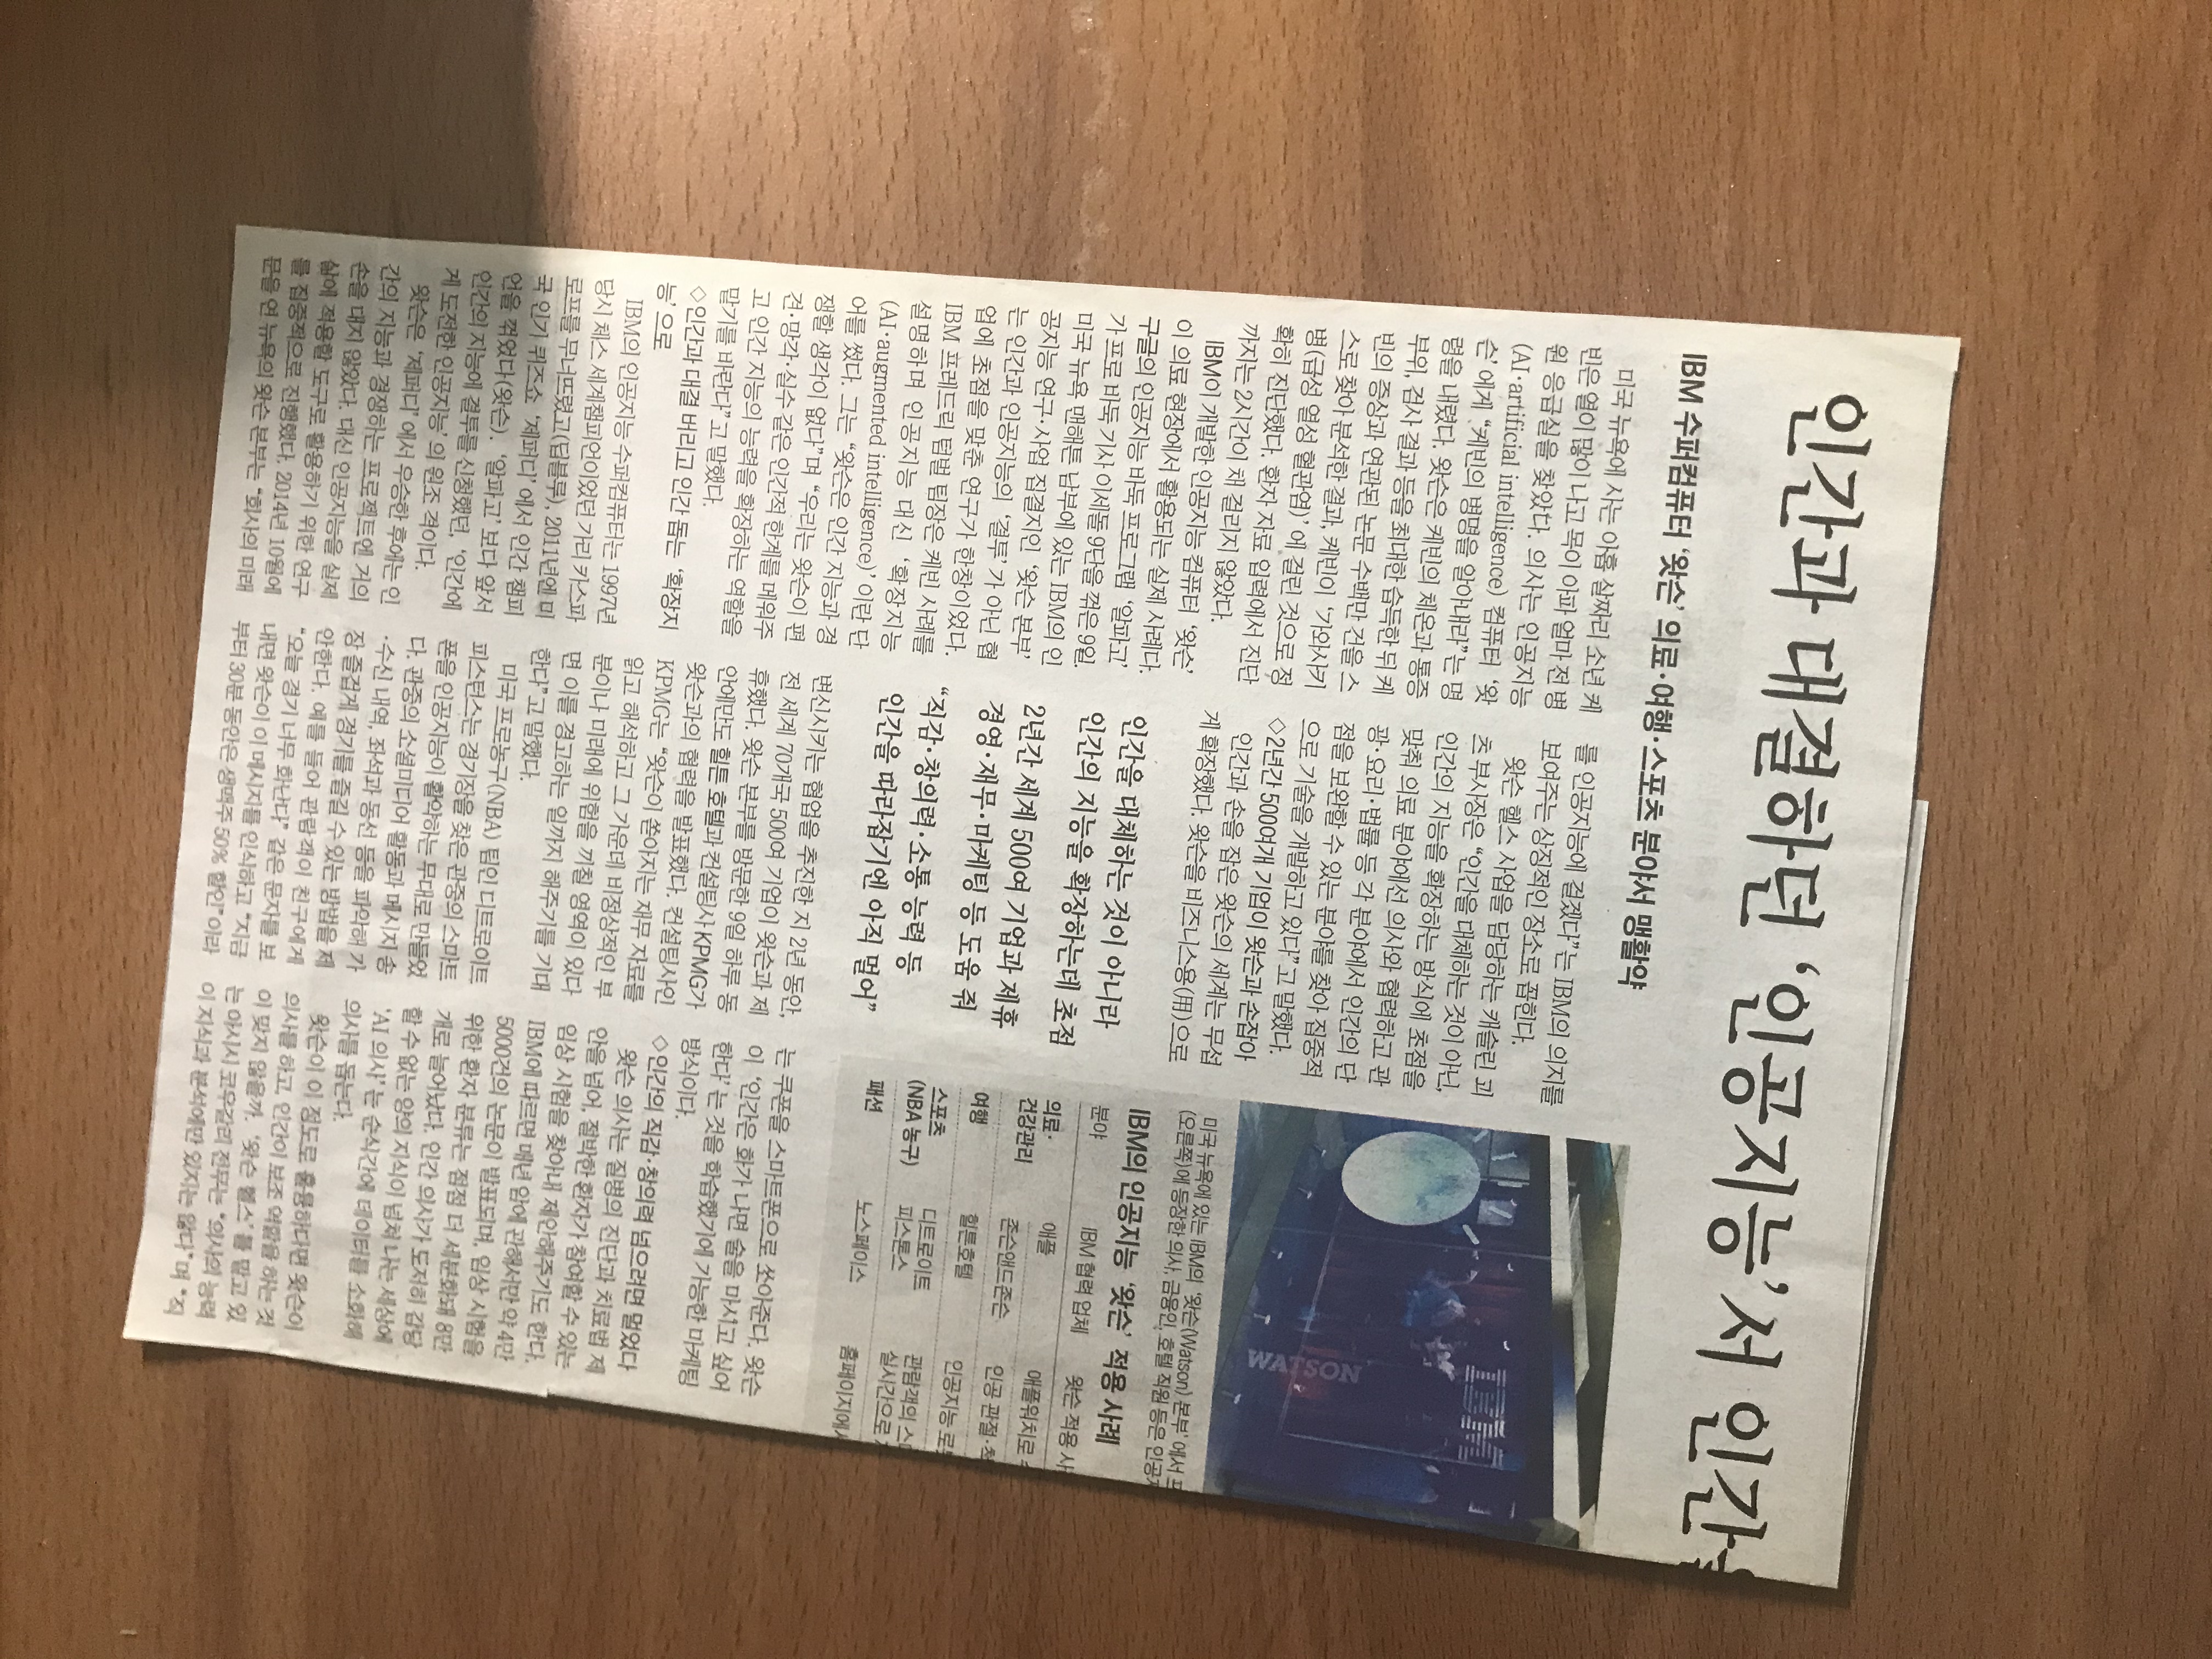 인간과 대결하던 ‘인공지능’서 인간을
IBM 수퍼컴퓨터 ‘왓슨’ 의료·여행·스포츠 분야서 맹활약
미국 뉴욕에 사는 아홉 살짜리 소년 케
빈은 열이 많이 나고 목이 아파 얼마 전 병
원 응급실을 찾았다. 의사는 인공지능
(AI·artificial intelligence) 컴퓨터 ‘왓
슨’에게 “케빈의 병명을 알아내라”는 명
령을 내렸다. 왓슨은 케빈의 체온과 통증
부위, 검사 결과 등을 최대한 습득한 뒤 케
빈의 증상과 연관된 논문 수백만 건을 스
스로 찾아 분석한 결과, 케빈이 ‘가와사키
병(급성 열성 혈관염)’에 걸린 것으로 정
확히 진단했다. 환자 자료 입력에서 진단
까지는 2시간이 채 걸리지 않았다.
IBM이 개발한 인공지능 컴퓨터 ‘왓슨’
이 의료 현장에서 활용되는 실제 사례다.
구글의 인공지능 바둑 프로그램 ‘알파고’
가 프로 바둑 기사 이세돌 9단을 꺾은 9일.
미국 뉴욕 맨해튼 남부에 있는 IBM의 인
공지능 연구·사업 집결지인 ‘왓슨 본부’
는 인간과 인공지능의 ‘결투’가 아닌 협
업에 초점을 맞춘 연구가 한창이었다.
IBM 프레드릭 텀벌 팀장은 케빈 사례를
설명하며 인공지능 대신 ‘확장지능
(AI·augmented intelligence)’이란 단
어를 썼다. 그는 “왓슨은 인간 지능과 경
쟁할 생각이 없다”며 “우리는 왓슨이 편
견·망각·실수 같은 인간적 한계를 메워주
고 인간 지능의 능력을 확장하는 역할을
맡기를 바란다”고 말했다.
◇인간과 대결 버리고 인간 돕는 ‘확장지
능’으로
IBM의 인공지능 수퍼컴퓨터는 1997년
당시 체스 세계챔피언이었던 가리 카스파
로프를 무너뜨렸고(딥블루), 2011년엔 미
국 인기 퀴즈쇼 ‘제퍼디’에서 인간 챔피
언을 꺾었다(왓슨). ‘알파고’보다 앞서
인간의 지능에 결투를 신청했던, ‘인간에
게 도전한 인공지능’의 원조 격이다.
왓슨은 ‘제퍼디’에서 우승한 후에는 인
간의 지능과 경쟁하는 프로젝트엔 거의
손을 대지 않았다. 대신 인공지능을 실제
삶에 적용할 도구로 활용하기 위한 연구
를 집중적으로 진행했다. 2014년 10월에
문을 연 뉴욕의 왓슨 본부는 “회사의 미래
를 인공지능에 걸겠다”는 IBM의 의지를
보여주는 상징적인 장소로 꼽힌다.
왓슨 헬스 사업을 담당하는 캐슬린 괴
츠 부사장은 “인간을 대체하는 것이 아닌,
인간의 지능을 확장하는 방식에 초점을
맞춰 의료 분야에선 의사와 협력하고 관
광·요리·법률 등 각 분야에서 인간의 단
점을 보완할 수 있는 분야를 찾아 집중적
으로 기술을 개발하고 있다”고 말했다.
◇2년간 500여개 기업이 왓슨과 손잡아
인간과 손을 잡은 왓슨의 세계는 무섭
게 확장했다. 왓슨을 비즈니스용(用)으로
인간을 대체하는 것이 아니라
인간의 지능을 확장하는데 초점
2년간 세계 500여 기업과 제휴
경영·재무·마케팅 등 도움 줘
“직감·창의력·소통 능력 등
인간을 따라잡기엔 아직 멀어”
변신시키는 협업을 추진한 지 2년 동안,
전 세계 70개국 500여 기업이 왓슨과 제
휴했다. 왓슨 본부를 방문한 9일 하루 동
안에만도 힐튼 호텔과 컨설팅사 KPMG가
왓슨과의 협력을 발표했다. 컨설팅사인
KPMG는 “왓슨이 쏟아지는 재무 자료를
읽고 해석하고 그 가운데 비정상적인 부
분이나 미래에 위험을 끼칠 영역이 있다
면 이를 경고하는 일까지 해주기를 기대
한다”고 말했다.
미국 프로농구(NBA) 팀인 디트로이트
피스턴스는 경기장을 찾은 관중의 스마트
폰을 인공지능이 활약하는 무대로 만들었
다. 관중의 소셜미디어 활동과 메시지 송
·수신 내역, 좌석과 동선 등을 파악해 가
장 즐겁게 경기를 즐길 수 있는 방법을 제
안한다. 예를 들어 관람객이 친구에게
“오늘 경기 너무 화난다” 같은 문자를 보
내면 왓슨이 이 메시지를 인식하고 “지금
부터 30분 동안은 생맥주 50% 할인”이라
IBM
WATSON
미국 뉴욕에 있는 IBM의 ‘왓슨(Watson) 본부’에서
(오른쪽)에 등장한 의사, 금융인, 호텔 직원 등은
IBM의 인공지능 ‘왓슨’ 적용 사례
분야 IBM 협력 업체 왓슨 적용
의료·건강관리 애플 애플워치로
존슨앤드존슨 인공 관절·척
여행 힐튼호텔 인공지능
스포츠 (NBA 농구) 디트로이트 피스톤스 관람객의
실시간으로
패션 노스페이스 홈페이지에서
는 쿠폰을 스마트폰으로 쏘아준다. 왓슨
이 ‘인간은 화가 나면 술을 마시고 싶어
한다’는 것을 학습했기에 가능한 마케팅
방식이다.
◇인간의 직감·창의력 넘으려면 멀었다
왓슨 의사는 질병의 진단과 치료법 제
안을 넘어, 절박한 환자가 참여할 수 있는
임상 시험을 찾아내 제안해주기도 한다.
IBM에 따르면 매년 암에 관해서만 약 4만
5000건의 논문이 발표되며, 임상 시험을
위한 환자 분류는 점점 더 세분화돼 8만
개로 늘어났다. 인간 의사가 도저히 감당
할 수 없는 양의 지식이 넘쳐 나는 세상에
‘AI 의사’는 순식간에 데이터를 소화해
의사를 돕는다.
왓슨이 이 정도로 훌륭하다면 왓슨이
의사를 하고, 인간이 보조 역할을 하는 것
이 맞지 않을까. ‘왓슨 헬스’를 맡고 있
는 아시시 코우갈리 전무는 “의사의 능력
이 지식과 분석에만 있지는 않다”며 “직